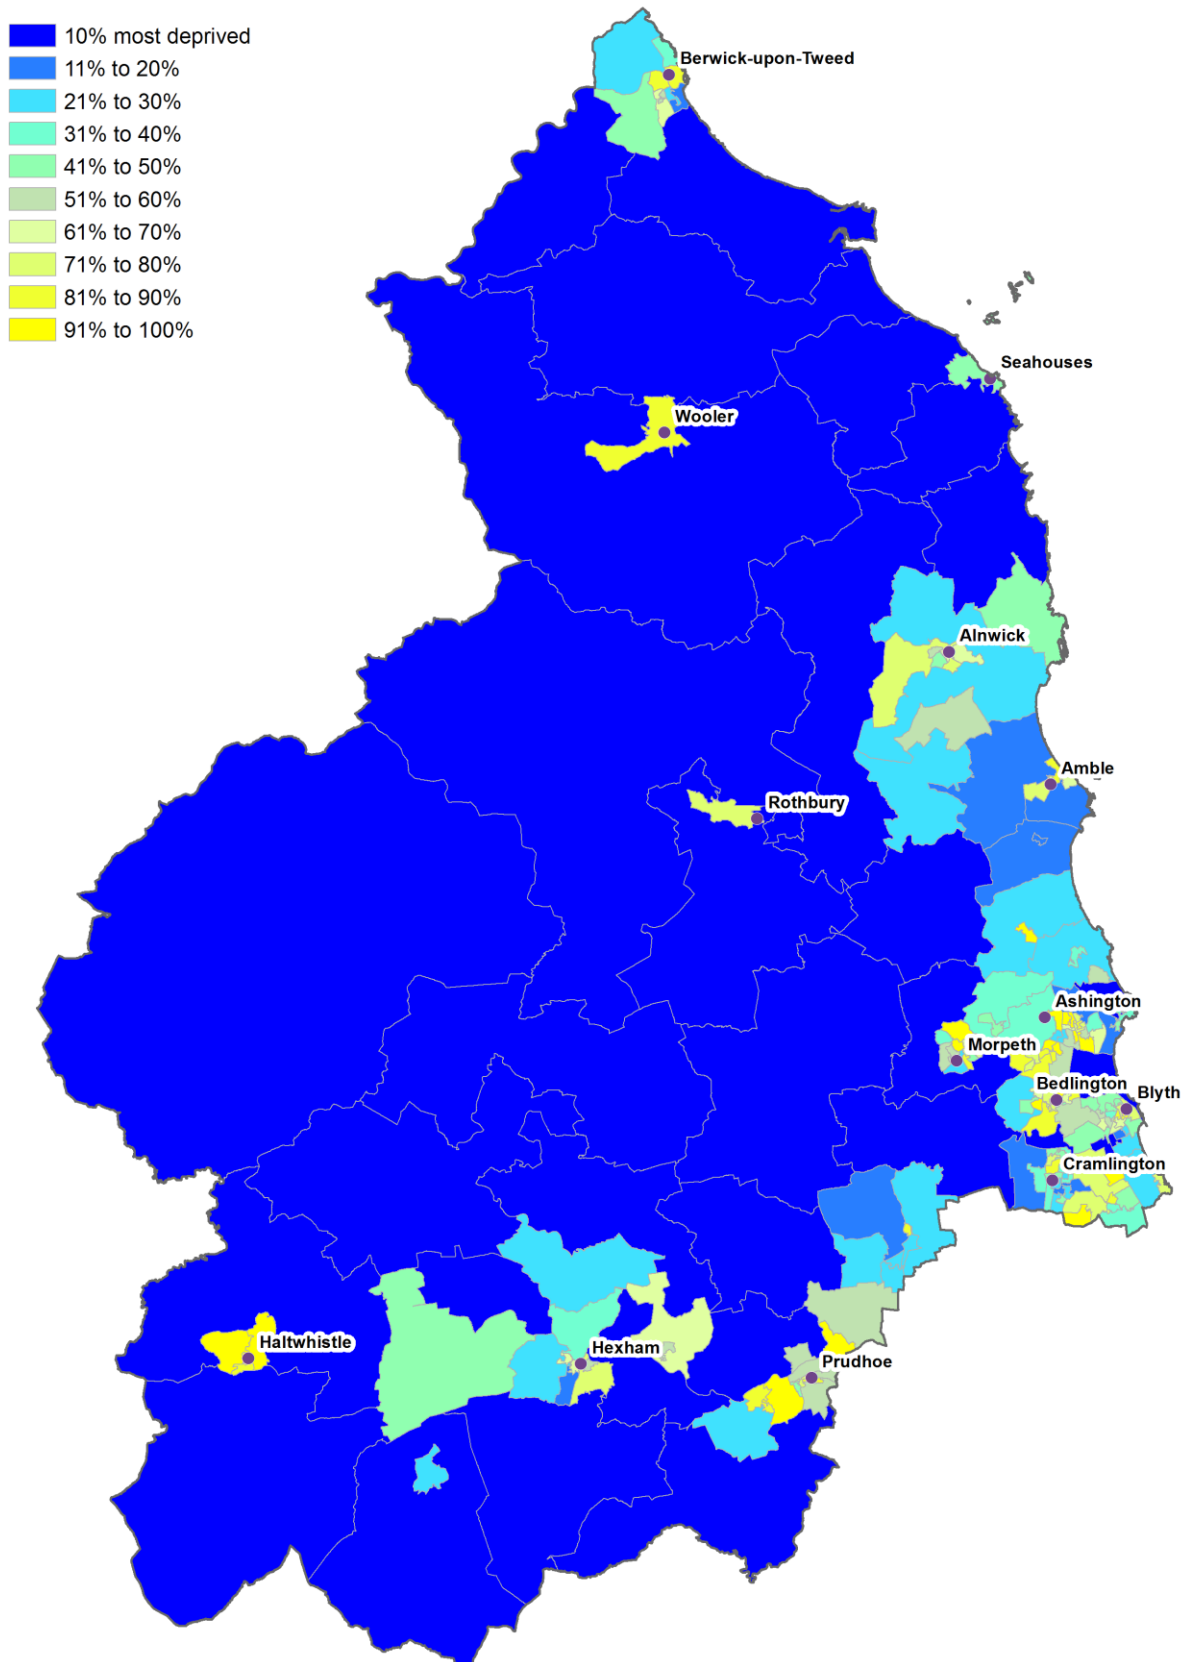 10% most deprived
11% to 20%
21% to 30%
31% to 40%
41% to 50%
51% to 60%
61% to 70%
71% to 80%
81% to 90%
91% to 100%
Berwick-upon-Tweed
Seahouses
Wooler
Alnwick
Amble
Rothbury
Ashington
Morpeth
Bedlington
Blyth
Cramlington
Haltwhistle
Hexham
Prudhoe